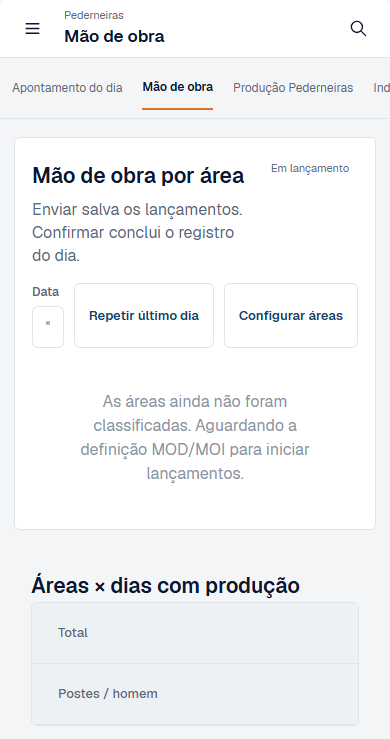 Pederneiras
Mão de obra
Apontamento do dia
Mão de obra
Produção Pederneiras
Ind
Mão de obra por área
Em lançamento
Enviar salva os lançamentos.
Confirmar conclui o registro
do dia.
Data
Repetir último dia
Configurar áreas
As áreas ainda não foram
classificadas. Aguardando a
definição MOD/MOI para iniciar
lançamentos.
Áreas × dias com produção
Total
Postes / homem